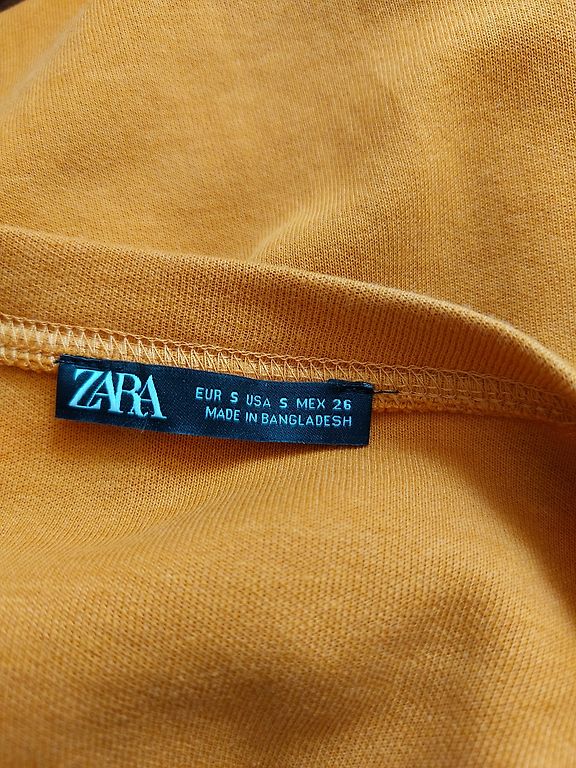 ZARA
EUR S USA S MEX 26
MADE IN BANGLADESH